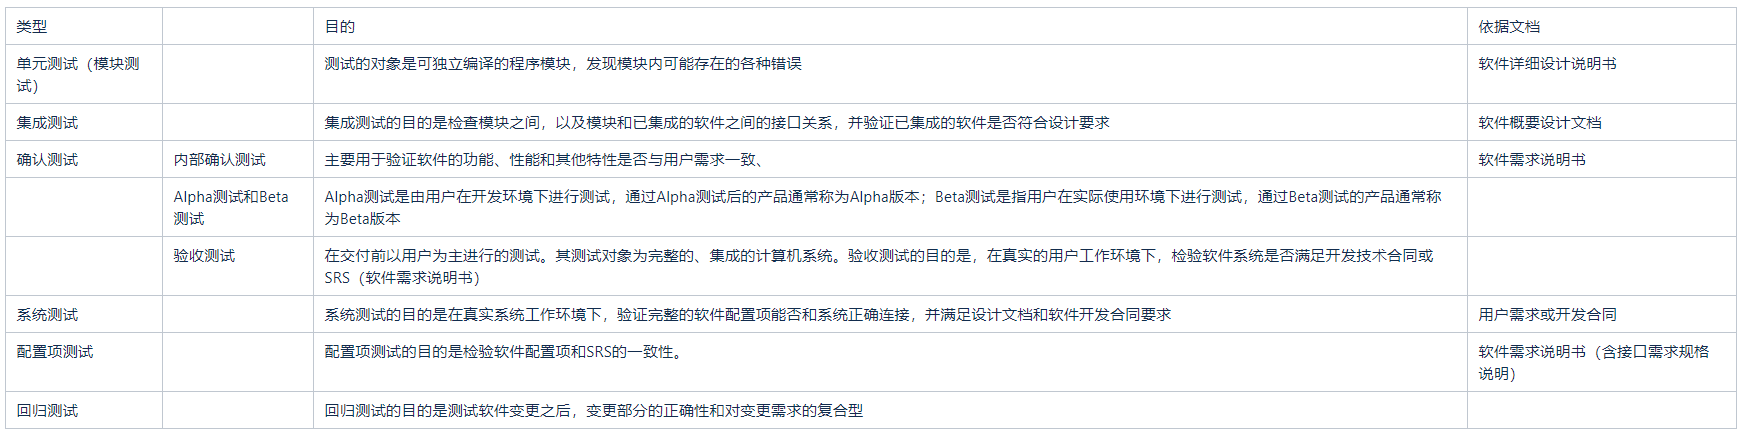 类型 目的 依据文档
单元测试（模块测 测试的对象是可独立编译的程序模块，发现模块内可能存在的各种错误 软件详细设计说明书
试）
集成测试 集成测试的目的是检查模块之间，以及模块和已集成的软件之间的接口关系，并验证已集成的软件是否符合设计要求 软件概要设计文档
确认测试 内部确认测试 主要用于验证软件的功能、性能和其他特性是否与用户需求一致、 软件需求说明书
Alpha测试和Beta Alpha测试是由用户在开发环境下进行测试，通过Alpha测试后的产品通常称为Alpha版本；Beta测试是指用户在实际使用环境下进行测试，通过Beta测试的产品通常称
测试 为Beta版本
验收测试 在交付前以用户为主进行的测试。其测试对象为完整的、集成的计算机系统。验收测试的目的是，在真实的用户工作环境下，检验软件系统是否满足开发技术合同或
SRS（软件需求说明书）
系统测试 系统测试的目的是在真实系统工作环境下，验证完整的软件配置项能否和系统正确连接，并满足设计文档和软件开发合同要求 用户需求或开发合同
配置项测试 配置项测试的目的是检验软件配置项和SRS的一致性。 软件需求说明书（含接口需求规格
说明）
回归测试 回归测试的目的是测试软件变更之后，变更部分的正确性和对变更需求的复合型